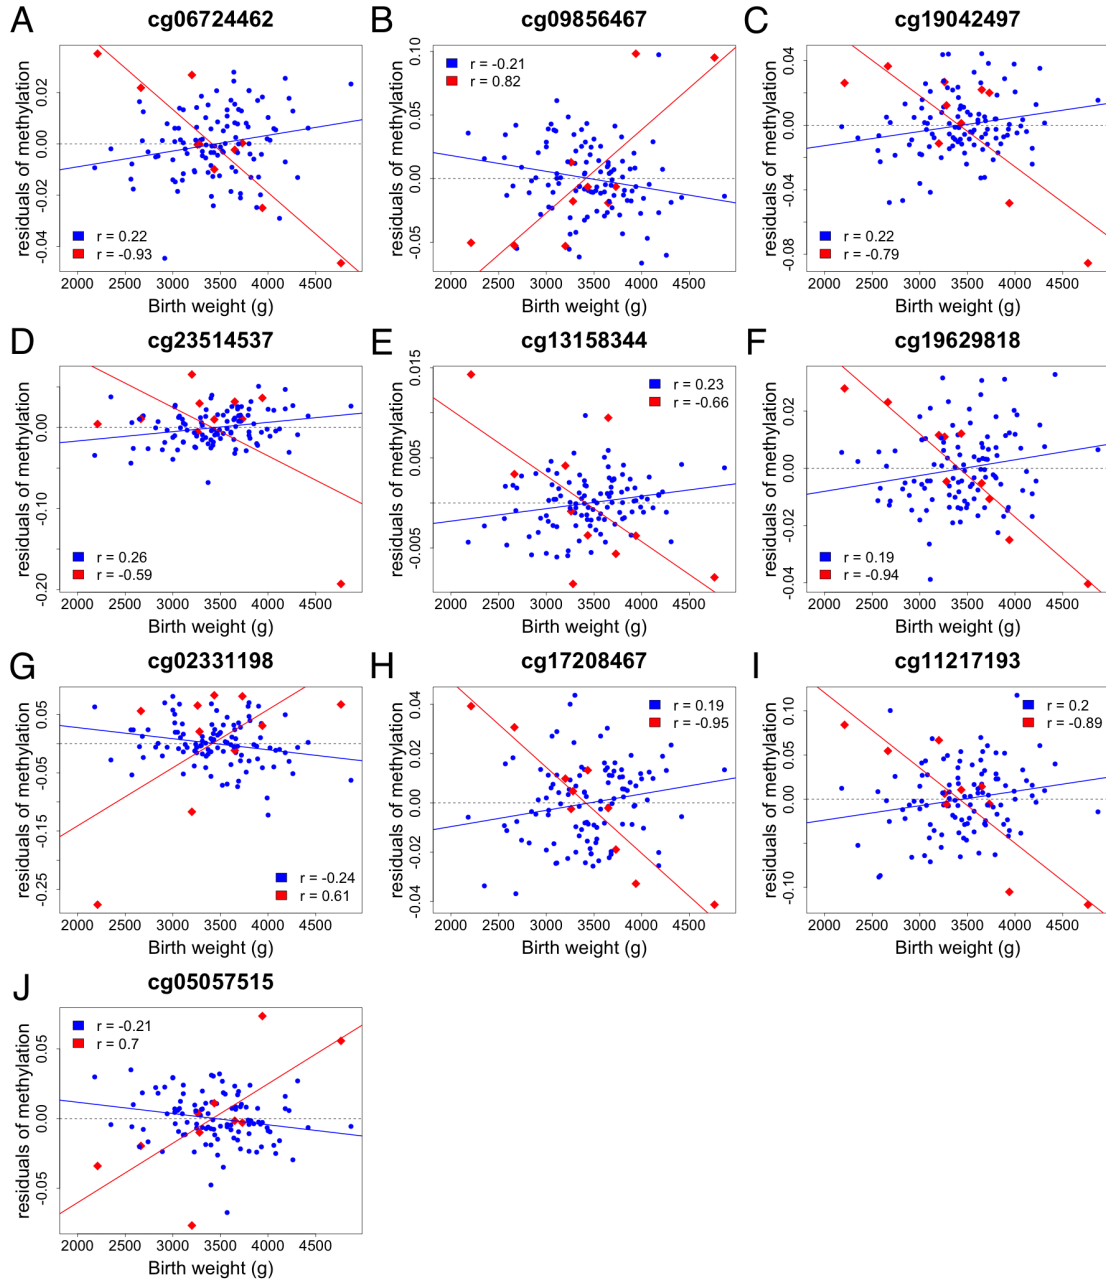 A
cg06724462
residuals of methylation
0.02
0.00
-0.02
-0.04
r = 0.22
r = -0.93
2000 2500 3000 3500 4000 4500
Birth weight (g)
B
cg09856467
residuals of methylation
0.10
0.05
0.00
-0.05
r = -0.21
r = 0.82
2000 2500 3000 3500 4000 4500
Birth weight (g)
C
cg19042497
residuals of methylation
0.04
0.00
-0.04
-0.08
r = 0.22
r = -0.79
2000 2500 3000 3500 4000 4500
Birth weight (g)
D
cg23514537
residuals of methylation
0.00
-0.10
-0.20
r = 0.26
r = -0.59
2000 2500 3000 3500 4000 4500
Birth weight (g)
E
cg13158344
residuals of methylation
0.015
0.005
-0.005
r = 0.23
r = -0.66
2000 2500 3000 3500 4000 4500
Birth weight (g)
F
cg19629818
residuals of methylation
0.02
0.00
-0.02
-0.04
r = 0.19
r = -0.94
2000 2500 3000 3500 4000 4500
Birth weight (g)
G
cg02331198
residuals of methylation
0.05
-0.05
-0.15
-0.25
r = -0.24
r = 0.61
2000 2500 3000 3500 4000 4500
Birth weight (g)
H
cg17208467
residuals of methylation
0.04
0.02
0.00
-0.02
-0.04
r = 0.19
r = -0.95
2000 2500 3000 3500 4000 4500
Birth weight (g)
I
cg11217193
residuals of methylation
0.10
0.05
0.00
-0.10
r = 0.2
r = -0.89
2000 2500 3000 3500 4000 4500
Birth weight (g)
J
cg05057515
residuals of methylation
0.05
0.00
-0.05
r = -0.21
r = 0.7
2000 2500 3000 3500 4000 4500
Birth weight (g)